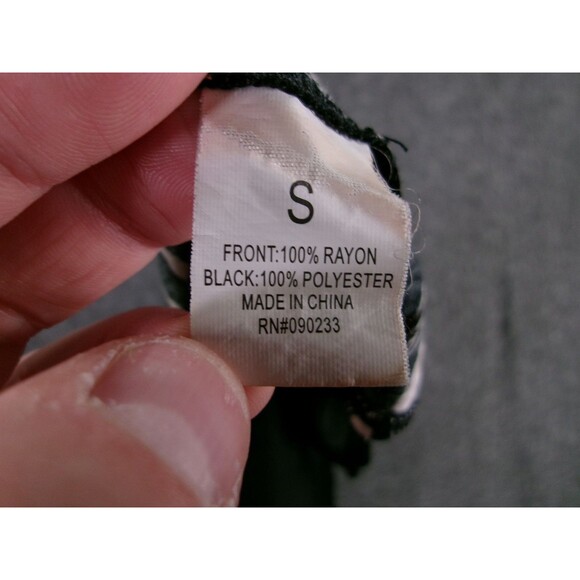 S
FRONT:100% RAYON
BLACK:100% POLYESTER
MADE IN CHINA
RN#090233